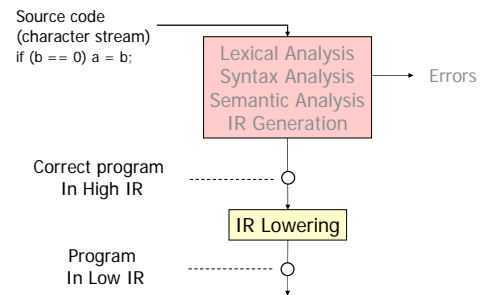 Source code
(character stream)
if (b == 0) a = b;
Lexical Analysis
Syntax Analysis
Semantic Analysis
IR Generation
Errors
Correct program
In High IR
IR Lowering
Program
In Low IR